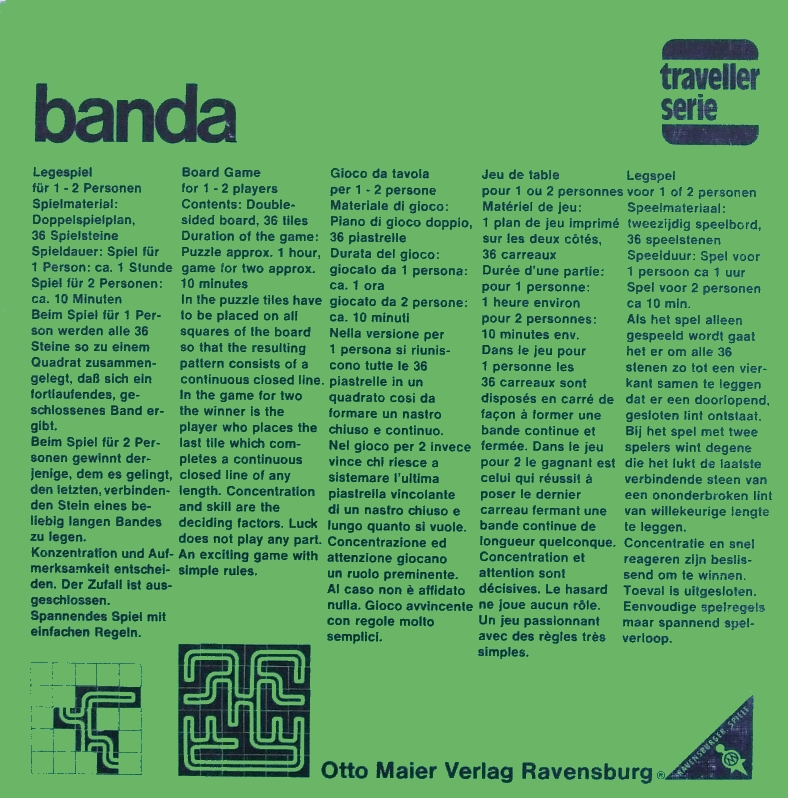 banda
traveller
serie
Legespiel
für 1 - 2 Personen
Spielmaterial:
Doppelspielplan,
36 Spielsteine
Spieldauer: Spiel für
1 Person: ca. 1 Stunde
Spiel für 2 Personen:
ca. 10 Minuten
Beim Spiel für 1 Per-
son werden alle 36
Steine so zu einem
Quadrat zusammen-
gelegt, daß sich ein
fortlaufendes, ge-
schlossenes Band er-
gibt.
Beim Spiel für 2 Per-
sonen gewinnt der-
jenige, dem es gelingt,
den letzten, verbinden-
den Stein eines be-
liebig langen Bandes
zu legen.
Konzentration und Auf-
merksamkeit entschei-
den. Der Zufall ist aus-
geschlossen.
Spannendes Spiel mit
einfachen Regeln.
Board Game
for 1 - 2 players
Contents: Double-
sided board, 36 tiles
Duration of the game:
Puzzle approx. 1 hour,
game for two approx.
10 minutes
In the puzzle tiles have
to be placed on all
squares of the board
so that the resulting
pattern consists of a
continuous closed line.
In the game for two
the winner is the
player who places the
last tile which com-
pletes a continuous
closed line of any
length. Concentration
and skill are the
deciding factors. Luck
does not play any part.
An exciting game with
simple rules.
Gioco da tavola
per 1 - 2 persone
Materiale di gioco:
Piano di gioco doppio,
36 piastrelle
Durata del gioco:
giocato da 1 persona:
ca. 1 ora
giocato da 2 persone:
ca. 10 minuti
Nella versione per
1 persona si riunis-
cono tutte le 36
piastrelle in un
quadrato cosi da
formare un nastro
chiuso e continuo.
Nel gioco per 2 invece
vince chi riesce a
sistemare l'ultima
piastrella vincolante
di un nastro chiuso e
lungo quanto si vuole.
Concentrazione ed
attenzione giocano
un ruolo preminente.
Al caso non è affidato
nulla. Gioco avvincente
con regole molto
semplici.
Jeu de table
pour 1 ou 2 personnes
Matériel de jeu:
1 plan de jeu imprimé
sur les deux côtés,
36 carreaux
Durée d'une partie:
pour 1 personne:
1 heure environ
pour 2 personnes:
10 minutes env.
Dans le jeu pour
1 personne les
36 carreaux sont
disposés en carré de
façon à former une
bande continue et
fermée. Dans le jeu
pour 2 le gagnant est
celui qui réussit à
poser le dernier
carreau fermant une
bande continue de
longueur quelconque.
Concentration et
attention sont
décisives. Le hasard
ne joue aucun rôle.
Un jeu passionnant
avec des règles très
simples.
Legspel
voor 1 of 2 personen
Speelmateriaal:
tweezijdig speelbord,
36 speelstenen
Speelduur: Spel voor
1 persoon ca 1 uur
Spel voor 2 personen
ca 10 min.
Als het spel alleen
gespeeld wordt gaat
het er om alle 36
stenen zo tot een vier-
kant samen te leggen
dat er een doorlopend,
gesloten lint ontstaat.
Bij het spel met twee
spelers wint degene
die het lukt de laatste
verbindende steen van
een ononderbroken lint
van willekeurige lengte
te leggen.
Concentratie en snel
reageren zijn beslis-
send om te winnen.
Toeval is uitgesloten.
Eenvoudige spelregels
maar spannend spel-
verloop.
Otto Maier Verlag Ravensburg ®
RAVENSBURGER SPIELE